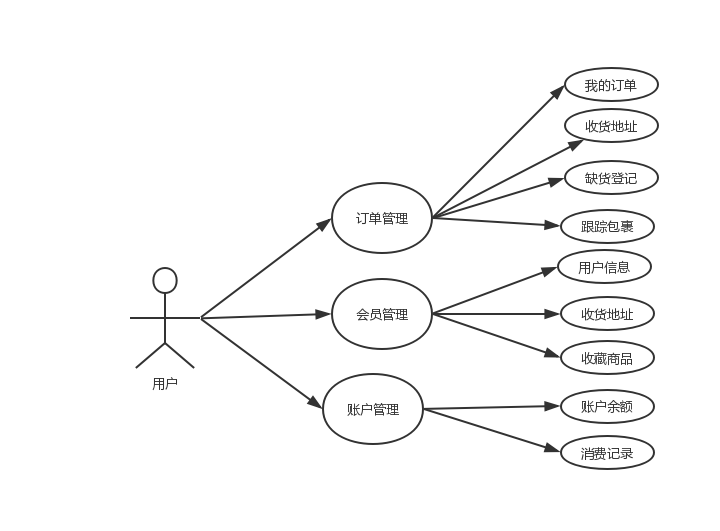 我的订单
收货地址
缺货登记
订单管理
跟踪包裹
用户信息
会员管理
收货地址
收藏商品
用户
账户管理
账户余额
消费记录